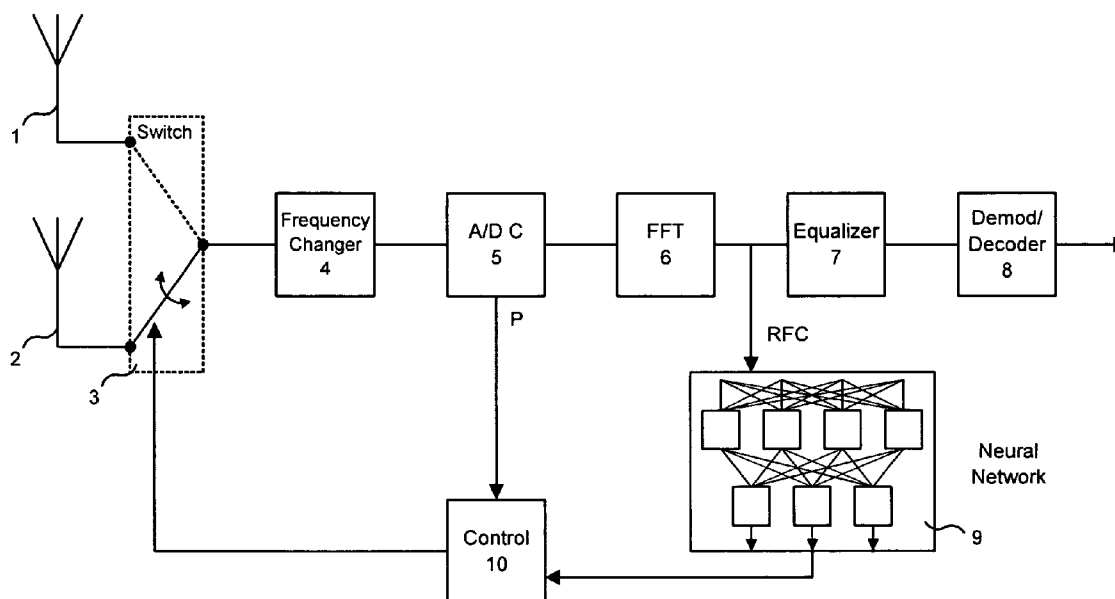 1
Switch
2
3
Frequency
Changer
4
A/D C
5
FFT
6
Equalizer
7
Demod/
Decoder
8
P
RFC
Neural
Network
9
Control
10